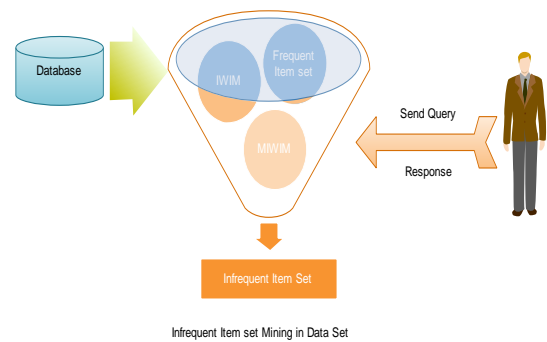 Database
IWIM
Frequent
Item set
MIWIM
Send Query
Response
Infrequent Item Set
Infrequent Item set Mining in Data Set